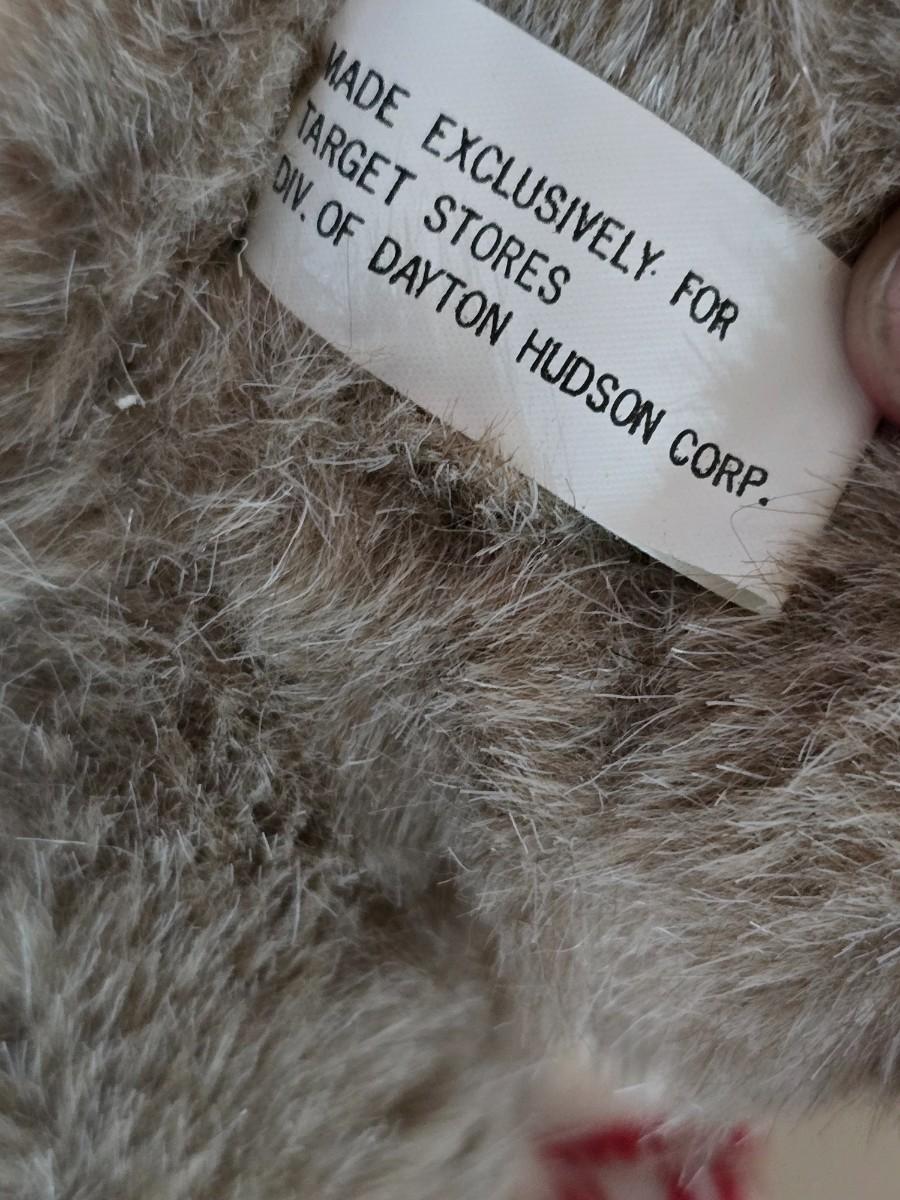 MADE EXCLUSIVELY FOR
TARGET STORES
DIV. OF DAYTON HUDSON CORP.